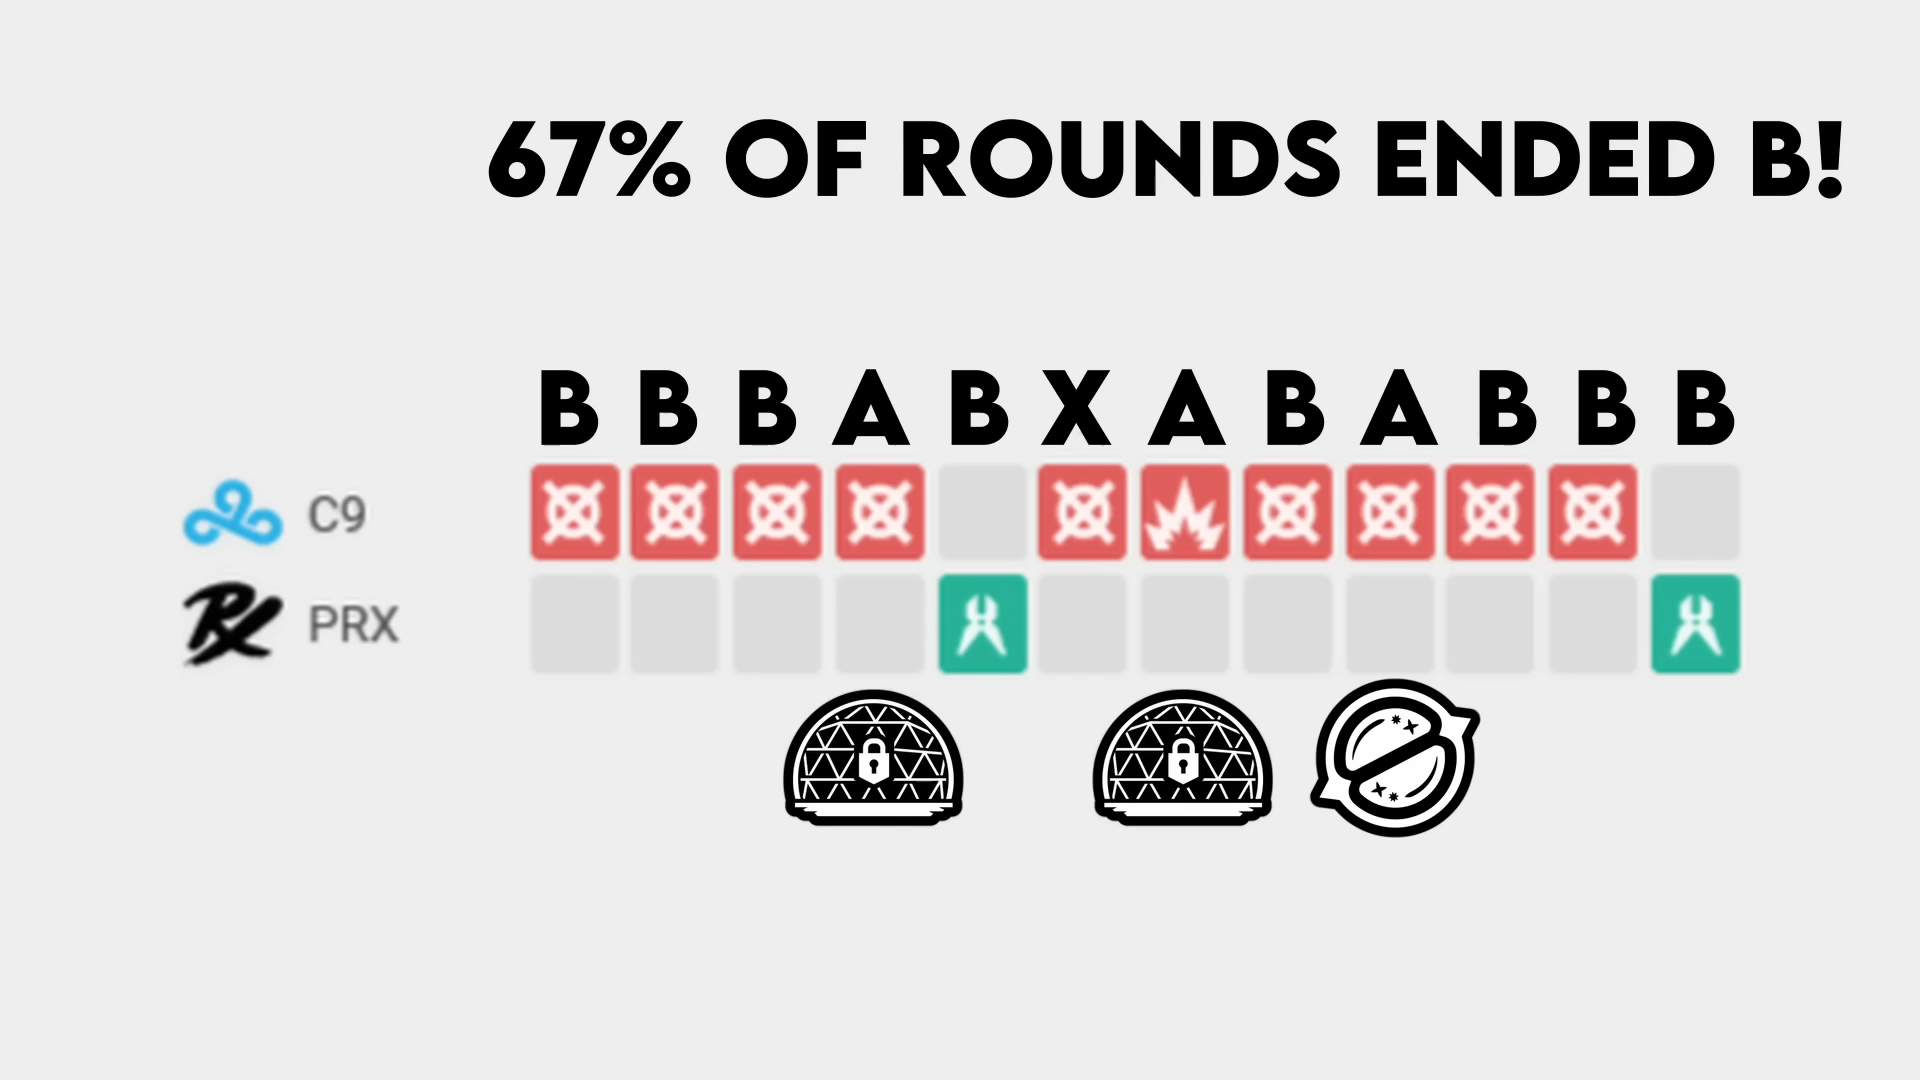 67% OF ROUNDS ENDED B!
B B B A B X A B A B B B
C9
PRX